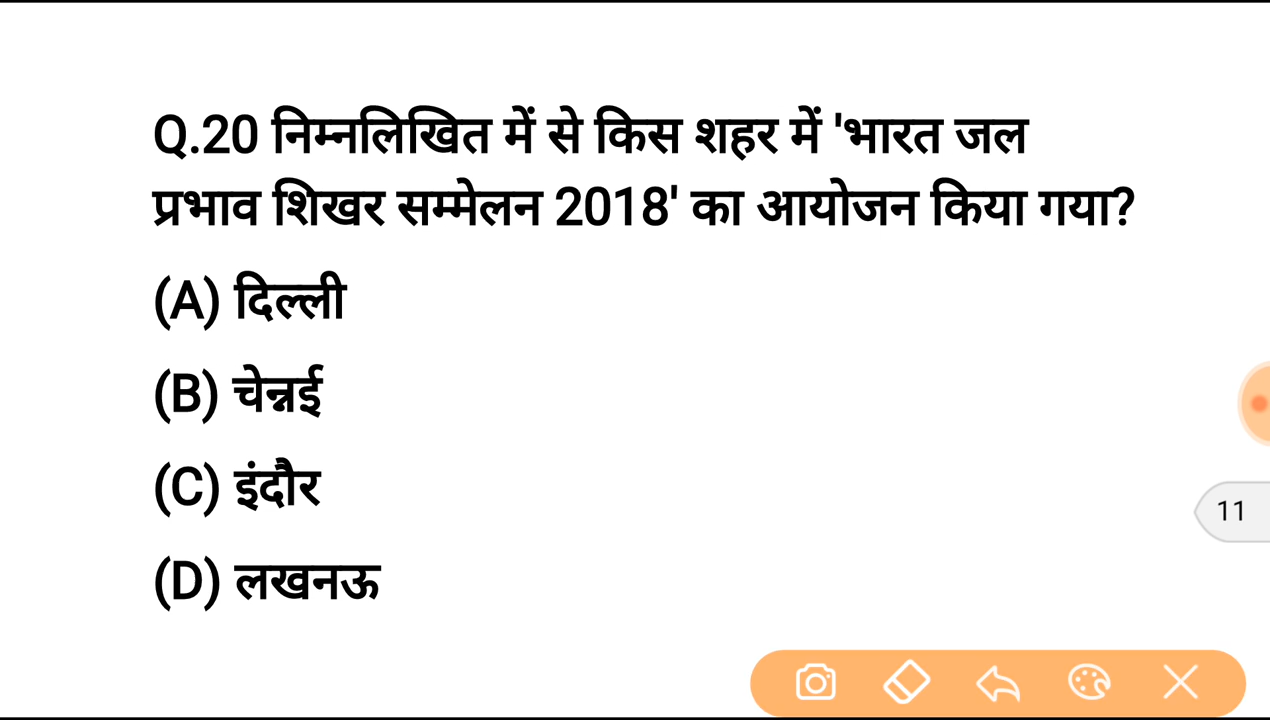 Q.20 निम्नलिखित में से किस शहर में 'भारत जल
प्रभाव शिखर सम्मेलन 2018' का आयोजन किया गया?
(A) दिल्ली
(B) चेन्नई
(C) इंदौर
11
(D) लखनऊ